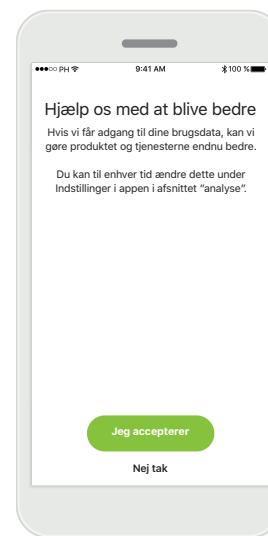 PH 9:41 AM 100 %
Hjælp os med at blive bedre
Hvis vi får adgang til dine brugsdata, kan vi
gøre produktet og tjenesterne endnu bedre.
Du kan til enhver tid ændre dette under
Indstillinger i appen i afsnittet “analyse”.
Jeg accepterer
Nej tak